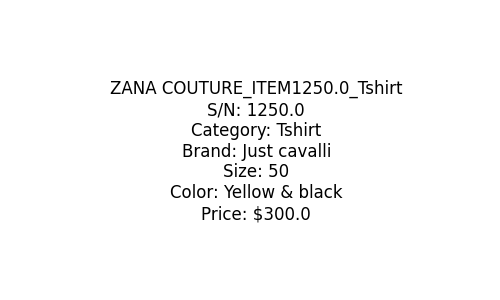 ZANA COUTURE_ITEM1250.0_Tshirt
S/N: 1250.0
Category: Tshirt
Brand: Just cavalli
Size: 50
Color: Yellow & black
Price: $300.0